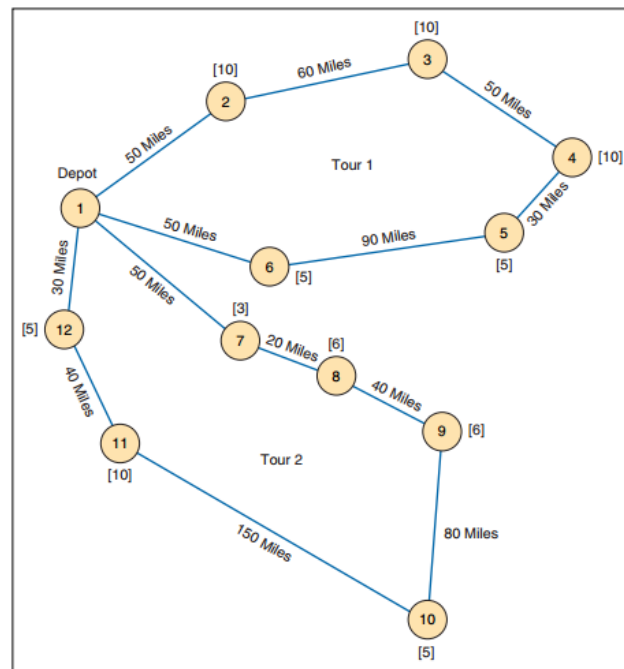 [10]
3
60 Miles
[10]
2
50 Miles
50 Miles
4
[10]
Tour 1
Depot
1
30 Miles
50 Miles
90 Miles
5
[5]
6
[5]
50 Miles
30 Miles
[3]
7
[5]
12
20 Miles
[6]
8
40 Miles
40 Miles
9
[6]
11
[10]
Tour 2
150 Miles
80 Miles
10
[5]